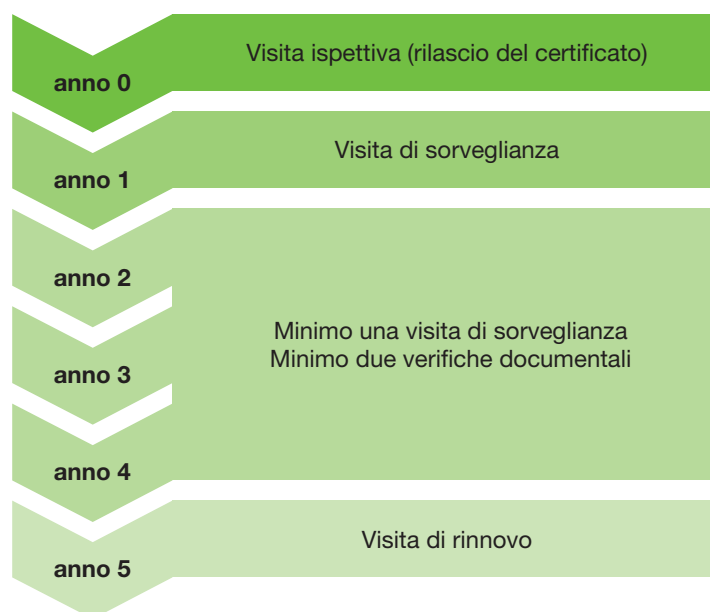 Visita ispettiva (rilascio del certificato)
anno 0
Visita di sorveglianza
anno 1
anno 2
Minimo una visita di sorveglianza
Minimo due verifiche documentali
anno 3
anno 4
Visita di rinnovo
anno 5